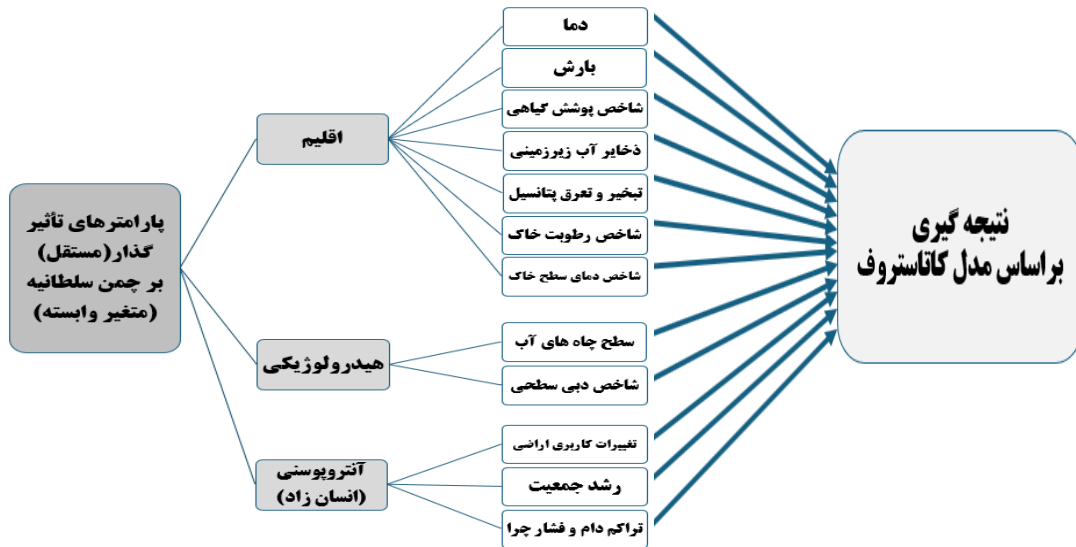 پارامترهای تأثیر
گذار(مستقل)
بر چمن سلطانیه
(متغیر وابسته)
اقلیم
هیدرولوژیکی
آنتروپوسنی
(انسان زاد)
دما
بارش
شاخص پوشش گیاهی
ذخایر آب زیرزمینی
تبخیر و تعرق پتانسیل
شاخص رطوبت خاک
شاخص دمای سطح خاک
سطح چاه های آب
شاخص دبی سطحی
تغییرات کاربری اراضی
رشد جمعیت
تراکم دام و فشار چرا
نتیجه گیری
براساس مدل کاتاستروف